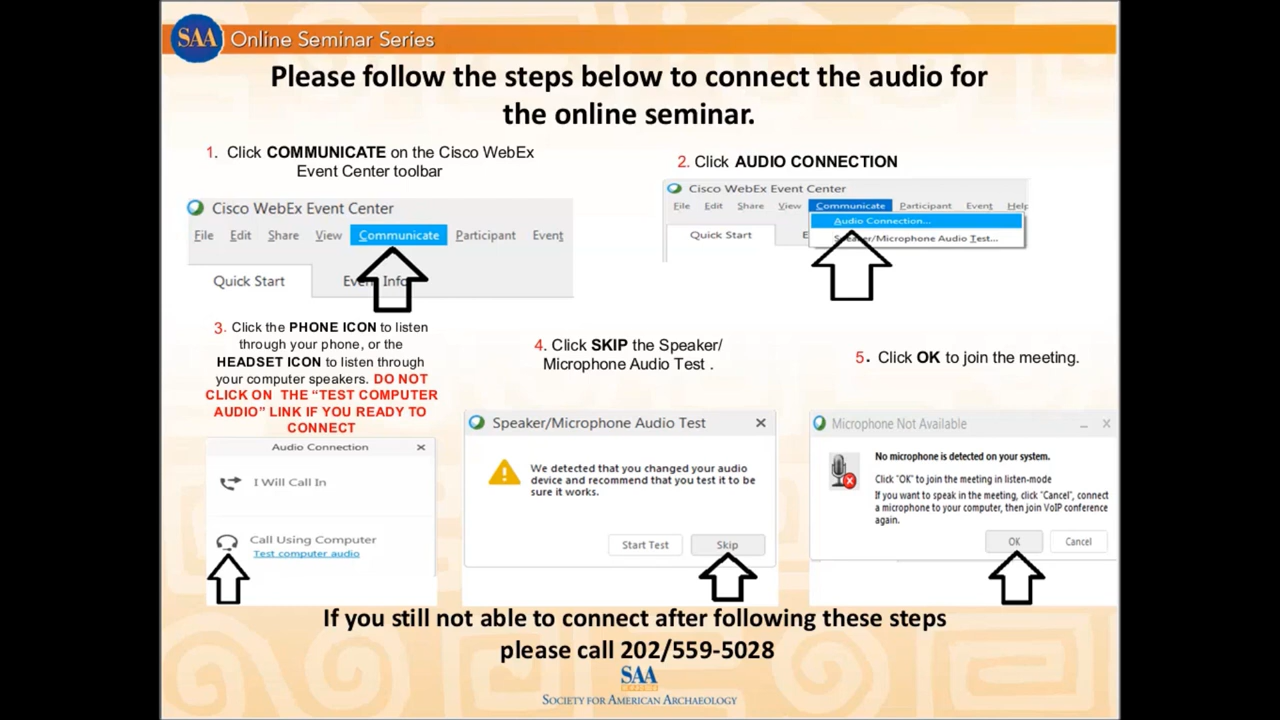 SAA Online Seminar Series
Please follow the steps below to connect the audio for
the online seminar.
1. Click COMMUNICATE on the Cisco WebEx
Event Center toolbar
Cisco WebEx Event Center
File Edit Share View Communicate Participant Event
Quick Start Event Info
2. Click AUDIO CONNECTION
Cisco WebEx Event Center
File Edit Share View Communicate Participant Event Help
Audio Connection...
Quick Start E Speaker/Microphone Audio Test...
3. Click the PHONE ICON to listen
through your phone, or the
HEADSET ICON to listen through
your computer speakers. DO NOT
CLICK ON THE “TEST COMPUTER
AUDIO” LINK IF YOU READY TO
CONNECT
Audio Connection
I Will Call In
Call Using Computer
Test computer audio
4. Click SKIP the Speaker/
Microphone Audio Test .
Speaker/Microphone Audio Test
We detected that you changed your audio
device and recommend that you test it to be
sure it works.
Start Test Skip
5. Click OK to join the meeting.
Microphone Not Available
No microphone is detected on your system.
Click "OK" to join the meeting in listen-mode
If you want to speak in the meeting, click "Cancel", connect
a microphone to your computer, then join VoIP conference
again.
OK Cancel
If you still not able to connect after following these steps
please call 202/559-5028
SAA
SOCIETY FOR AMERICAN ARCHAEOLOGY